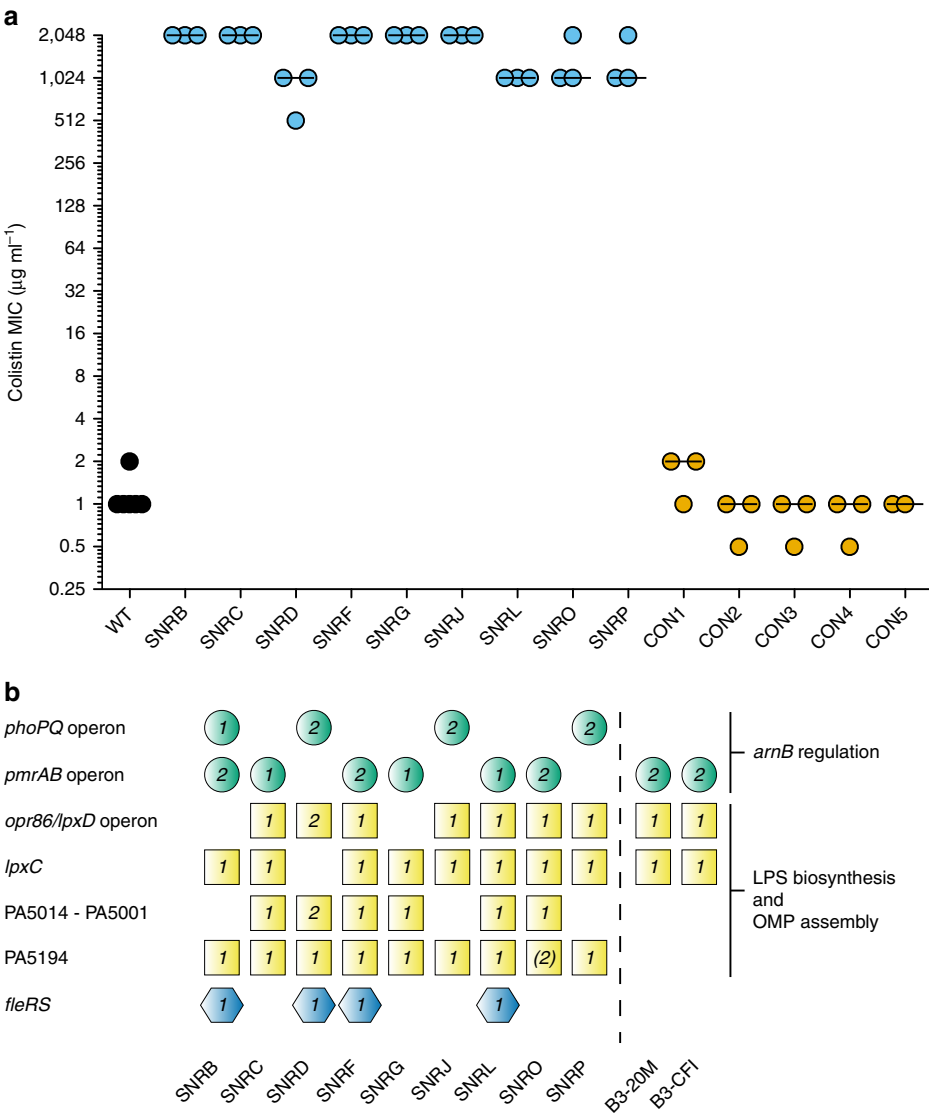 a
2,048
1,024
512
256
128
64
32
16
8
4
2
1
0.5
0.25
Colistin MIC (µg ml⁻¹)
WT SNRB SNRC SNRD SNRF SNRG SNRJ SNRL SNRO SNRP CON1 CON2 CON3 CON4 CON5
b
phoPQ operon 1 2 2 2
arnB regulation
pmrAB operon 2 1 2 1 1 2 2 2
opr86/lpxD operon 1 2 1 1 1 1 1 1 1
lpxC 1 1 1 1 1 1 1 1 1 1
LPS biosynthesis
and
OMP assembly
PA5014 - PA5001 1 2 1 1 1 1
PA5194 1 1 1 1 1 1 1 (2) 1
fleRS 1 1 1 1
SNRB SNRC SNRD SNRF SNRG SNRJ SNRL SNRO SNRP B3-20M B3-CFI